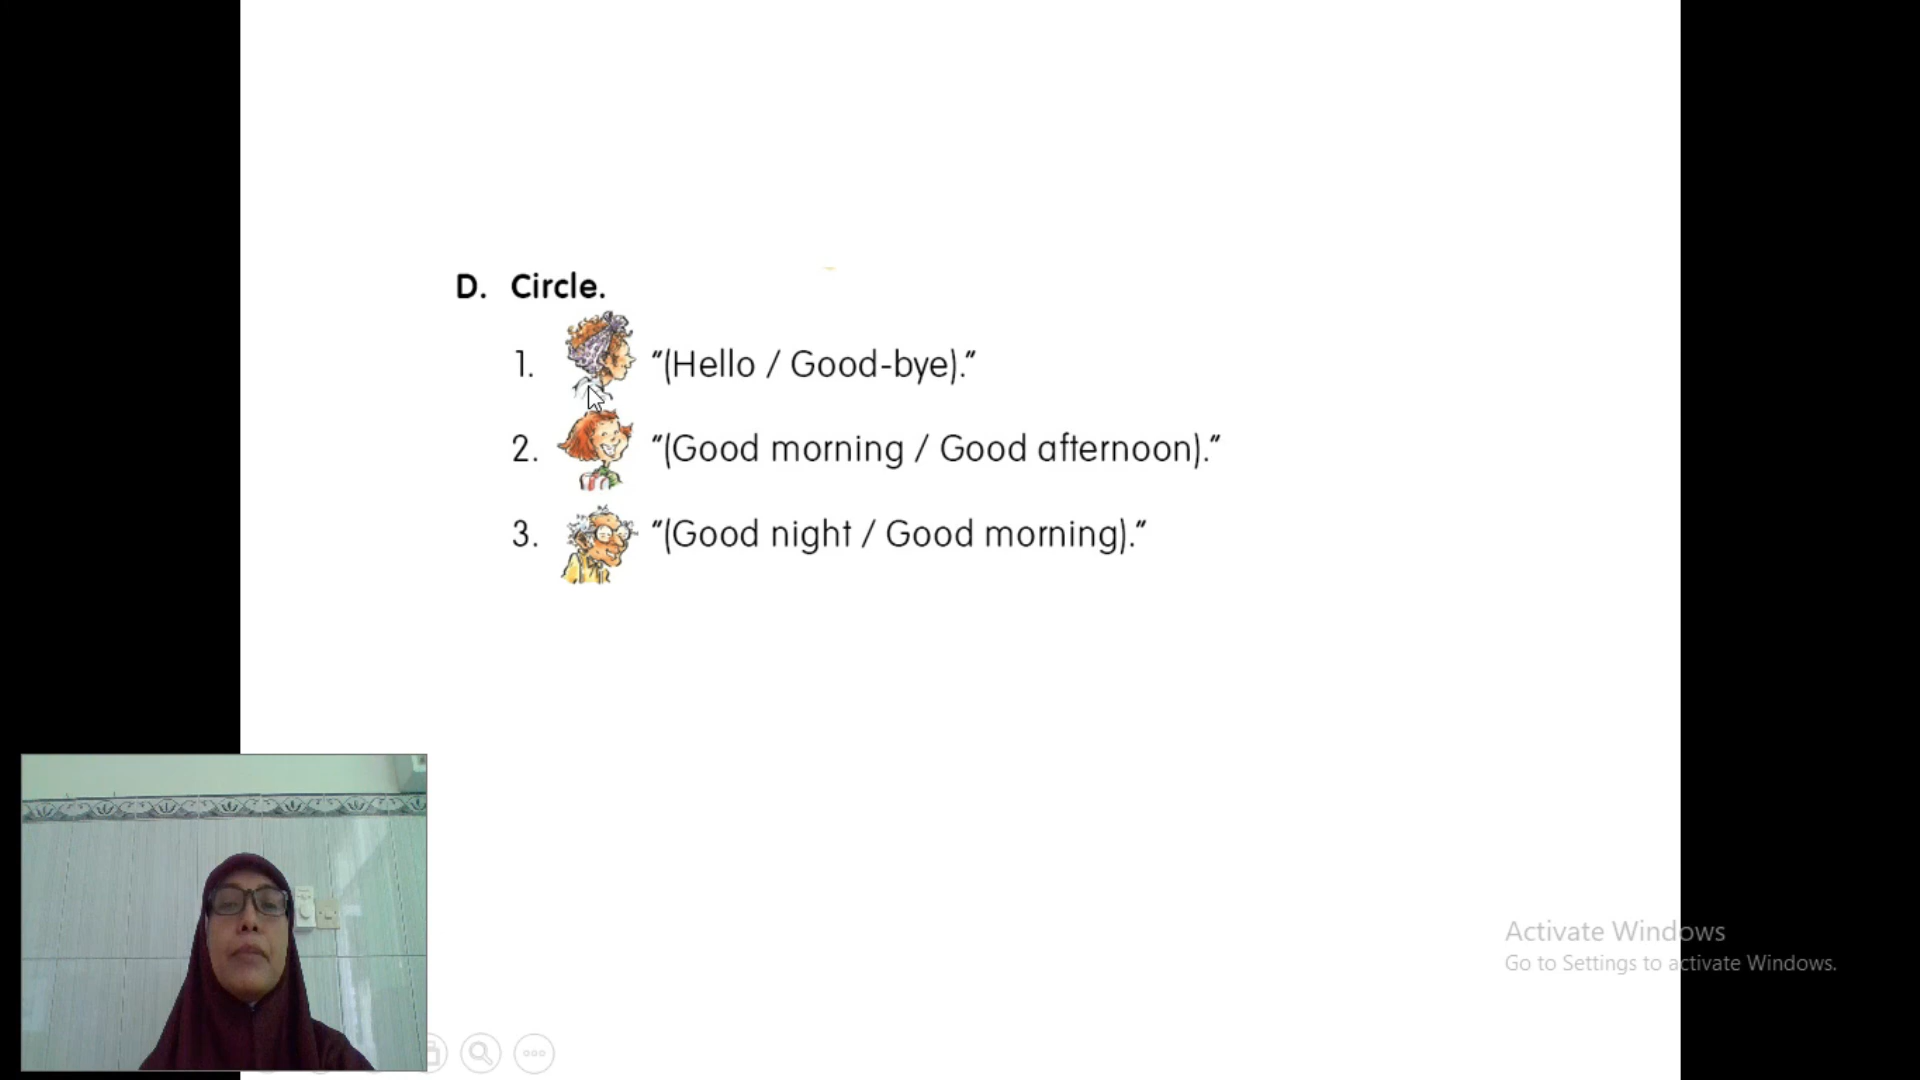 D. Circle.
1. "(Hello / Good-bye)."
2. "(Good morning / Good afternoon)."
3. "(Good night / Good morning)."
Activate Windows
Go to Settings to activate Windows.